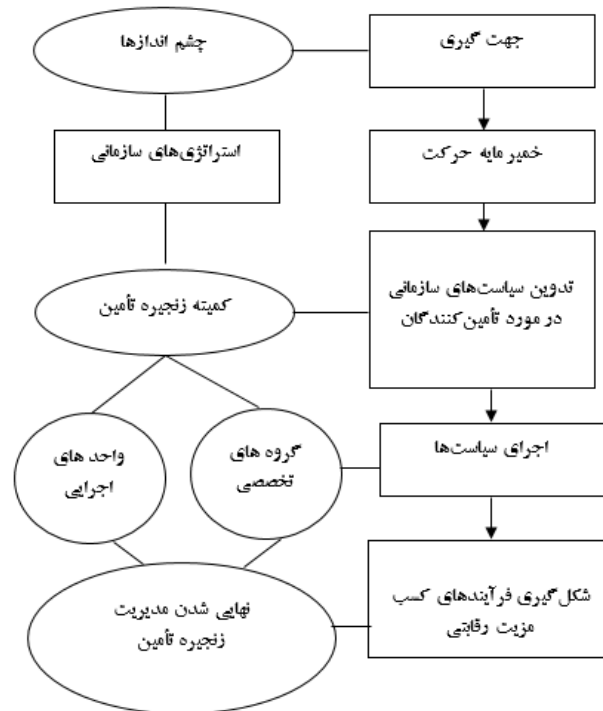 جهت گیری
چشم اندازها
خمیر مایه حرکت
استراتژی‌های سازمانی
تدوین سیاست‌های سازمانی
در مورد تأمین‌کنندگان
کمیته زنجیره تأمین
اجرای سیاست‌ها
گروه های
تخصصی
واحد های
اجرایی
شکل‌گیری فرآیندهای کسب
مزیت رقابتی
نهایی شدن مدیریت
زنجیره تأمین